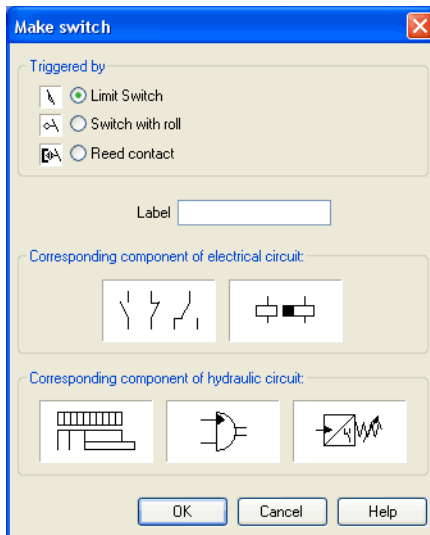 Make switch
Triggered by
Limit Switch
Switch with roll
Reed contact
Label
Corresponding component of electrical circuit:
Corresponding component of hydraulic circuit:
OK Cancel Help